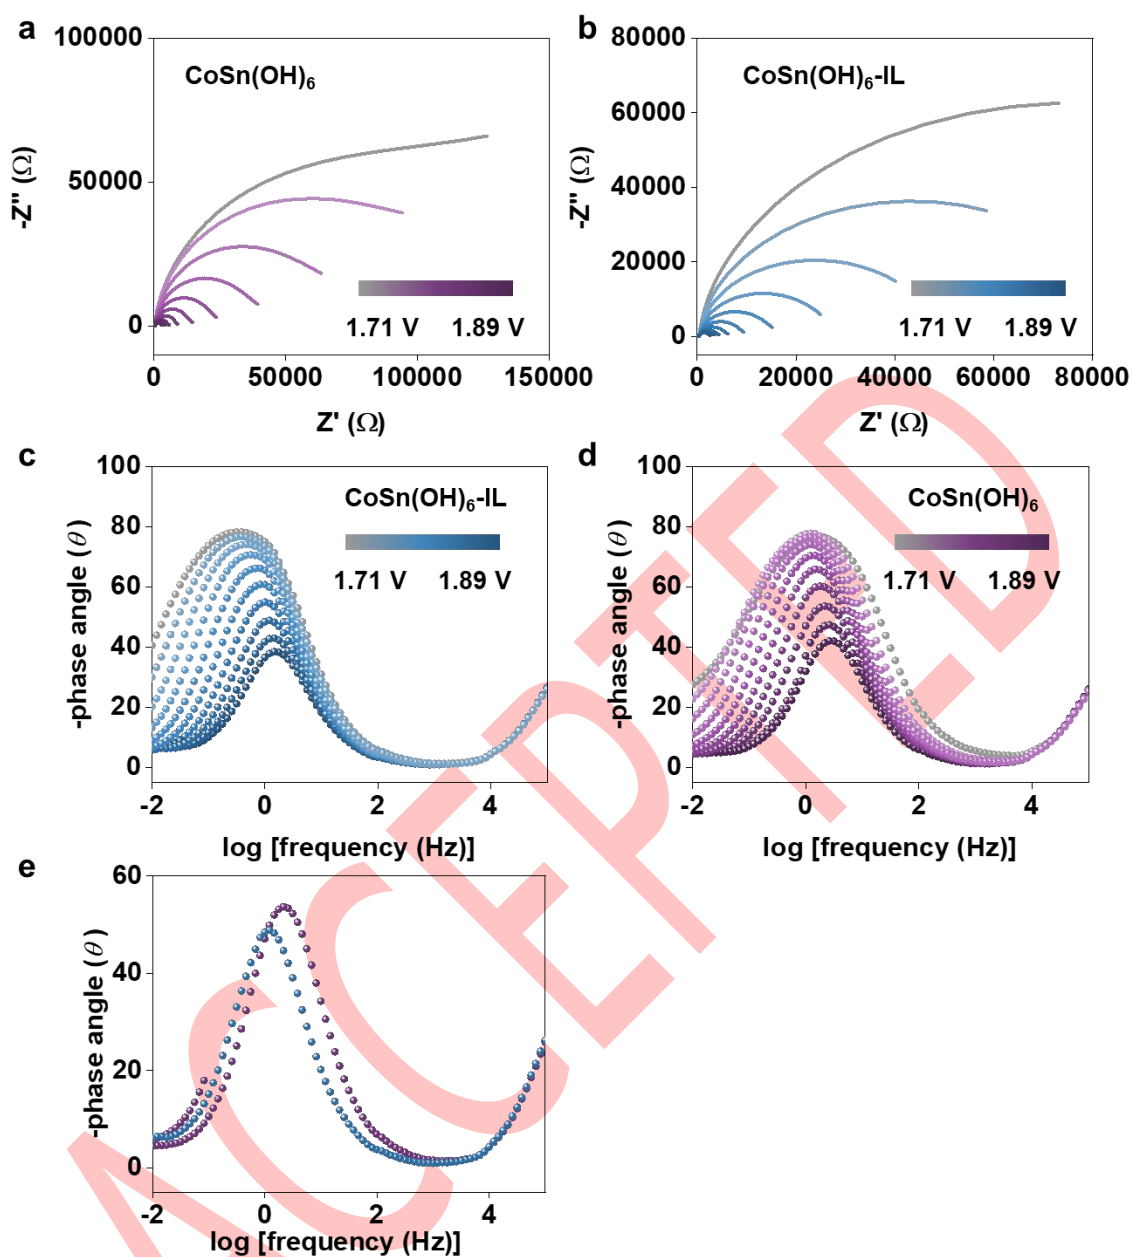 a
100000
CoSn(OH)₆
50000
0
-Z'' (Ω)
1.71 V 1.89 V
0 50000 100000 150000
Z' (Ω)
b
80000
CoSn(OH)₆-IL
60000
40000
20000
0
-Z'' (Ω)
1.71 V 1.89 V
0 20000 40000 60000 80000
Z' (Ω)
c
100
80
60
40
20
0
-phase angle (θ)
CoSn(OH)₆-IL
1.71 V 1.89 V
-2 0 2 4
log [frequency (Hz)]
d
100
80
60
40
20
0
-phase angle (θ)
CoSn(OH)₆
1.71 V 1.89 V
-2 0 2 4
log [frequency (Hz)]
e
60
40
20
0
-phase angle (θ)
-2 0 2 4
log [frequency (Hz)]
ACCEPTED